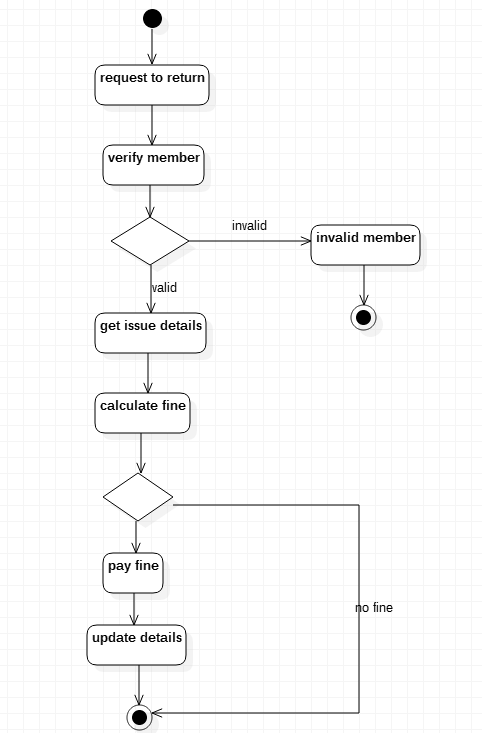 request to return
verify member
invalid
invalid member
valid
get issue details
calculate fine
pay fine
no fine
update details